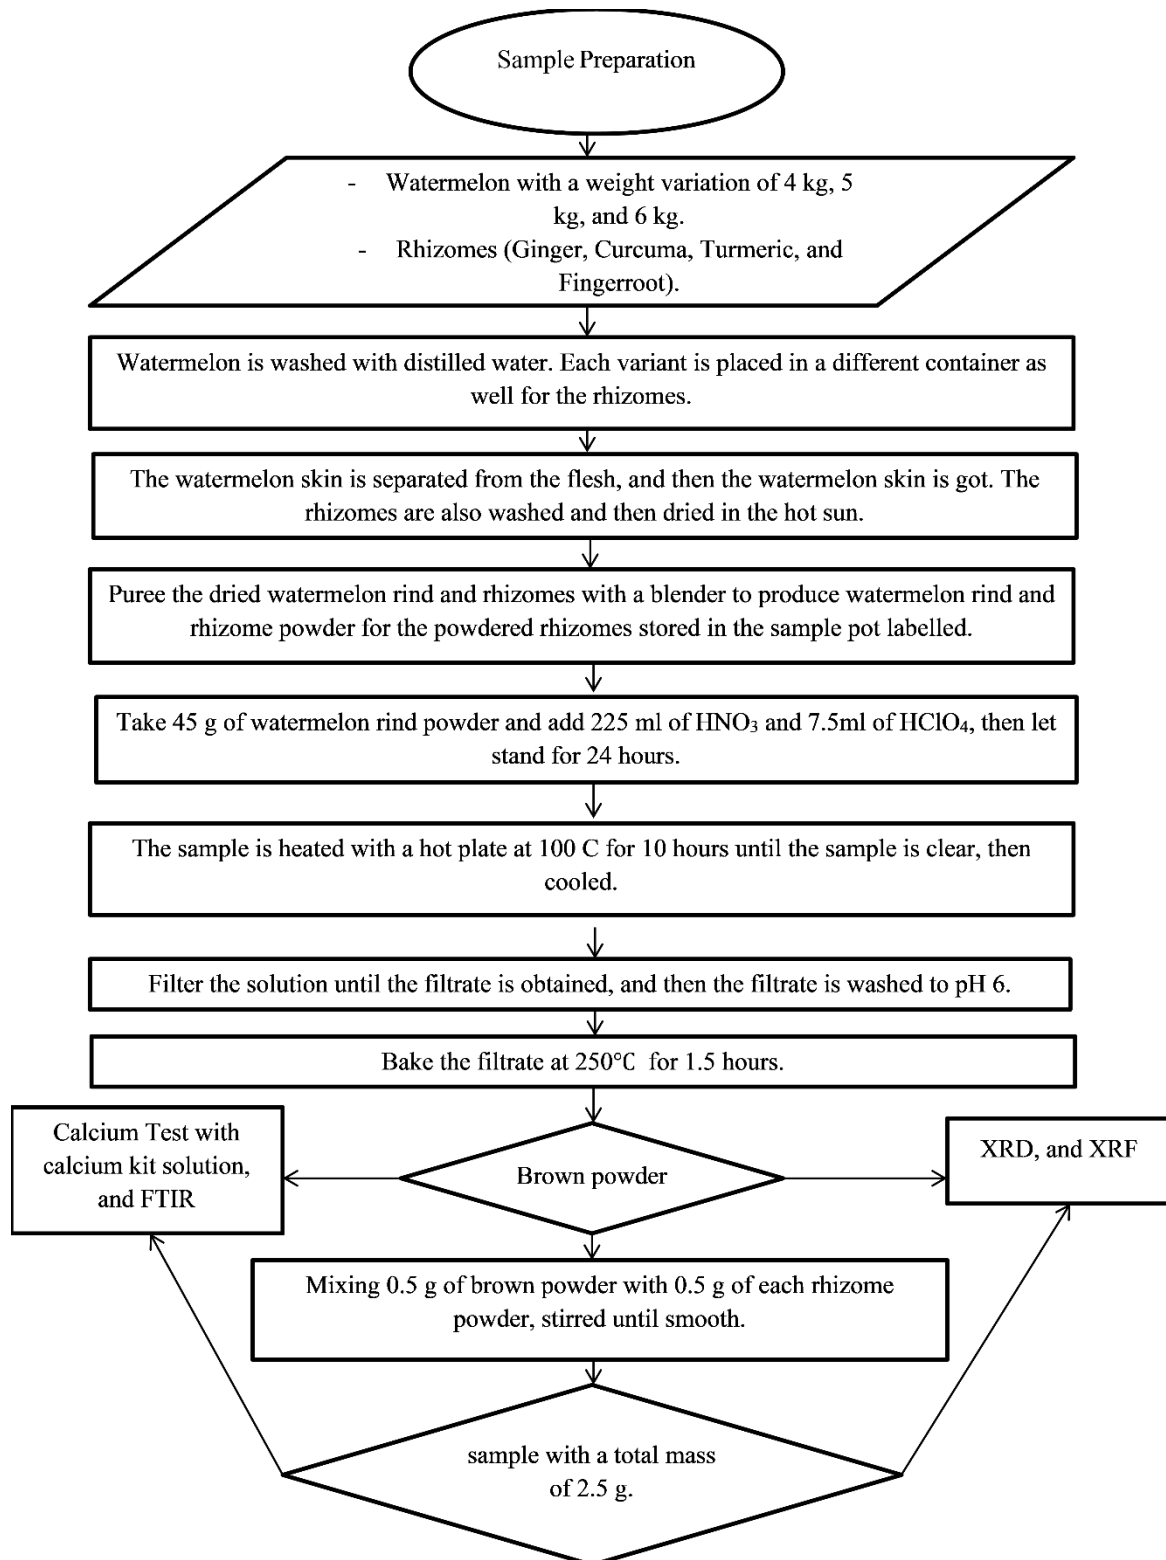 Sample Preparation
- Watermelon with a weight variation of 4 kg, 5
kg, and 6 kg.
- Rhizomes (Ginger, Curcuma, Turmeric, and
Fingerroot).
Watermelon is washed with distilled water. Each variant is placed in a different container as
well for the rhizomes.
The watermelon skin is separated from the flesh, and then the watermelon skin is got. The
rhizomes are also washed and then dried in the hot sun.
Puree the dried watermelon rind and rhizomes with a blender to produce watermelon rind and
rhizome powder for the powdered rhizomes stored in the sample pot labelled.
Take 45 g of watermelon rind powder and add 225 ml of HNO₃ and 7.5ml of HClO₄, then let
stand for 24 hours.
The sample is heated with a hot plate at 100 C for 10 hours until the sample is clear, then
cooled.
Filter the solution until the filtrate is obtained, and then the filtrate is washed to pH 6.
Bake the filtrate at 250°C for 1.5 hours.
Calcium Test with
calcium kit solution,
and FTIR
Brown powder
XRD, and XRF
Mixing 0.5 g of brown powder with 0.5 g of each rhizome
powder, stirred until smooth.
sample with a total mass
of 2.5 g.